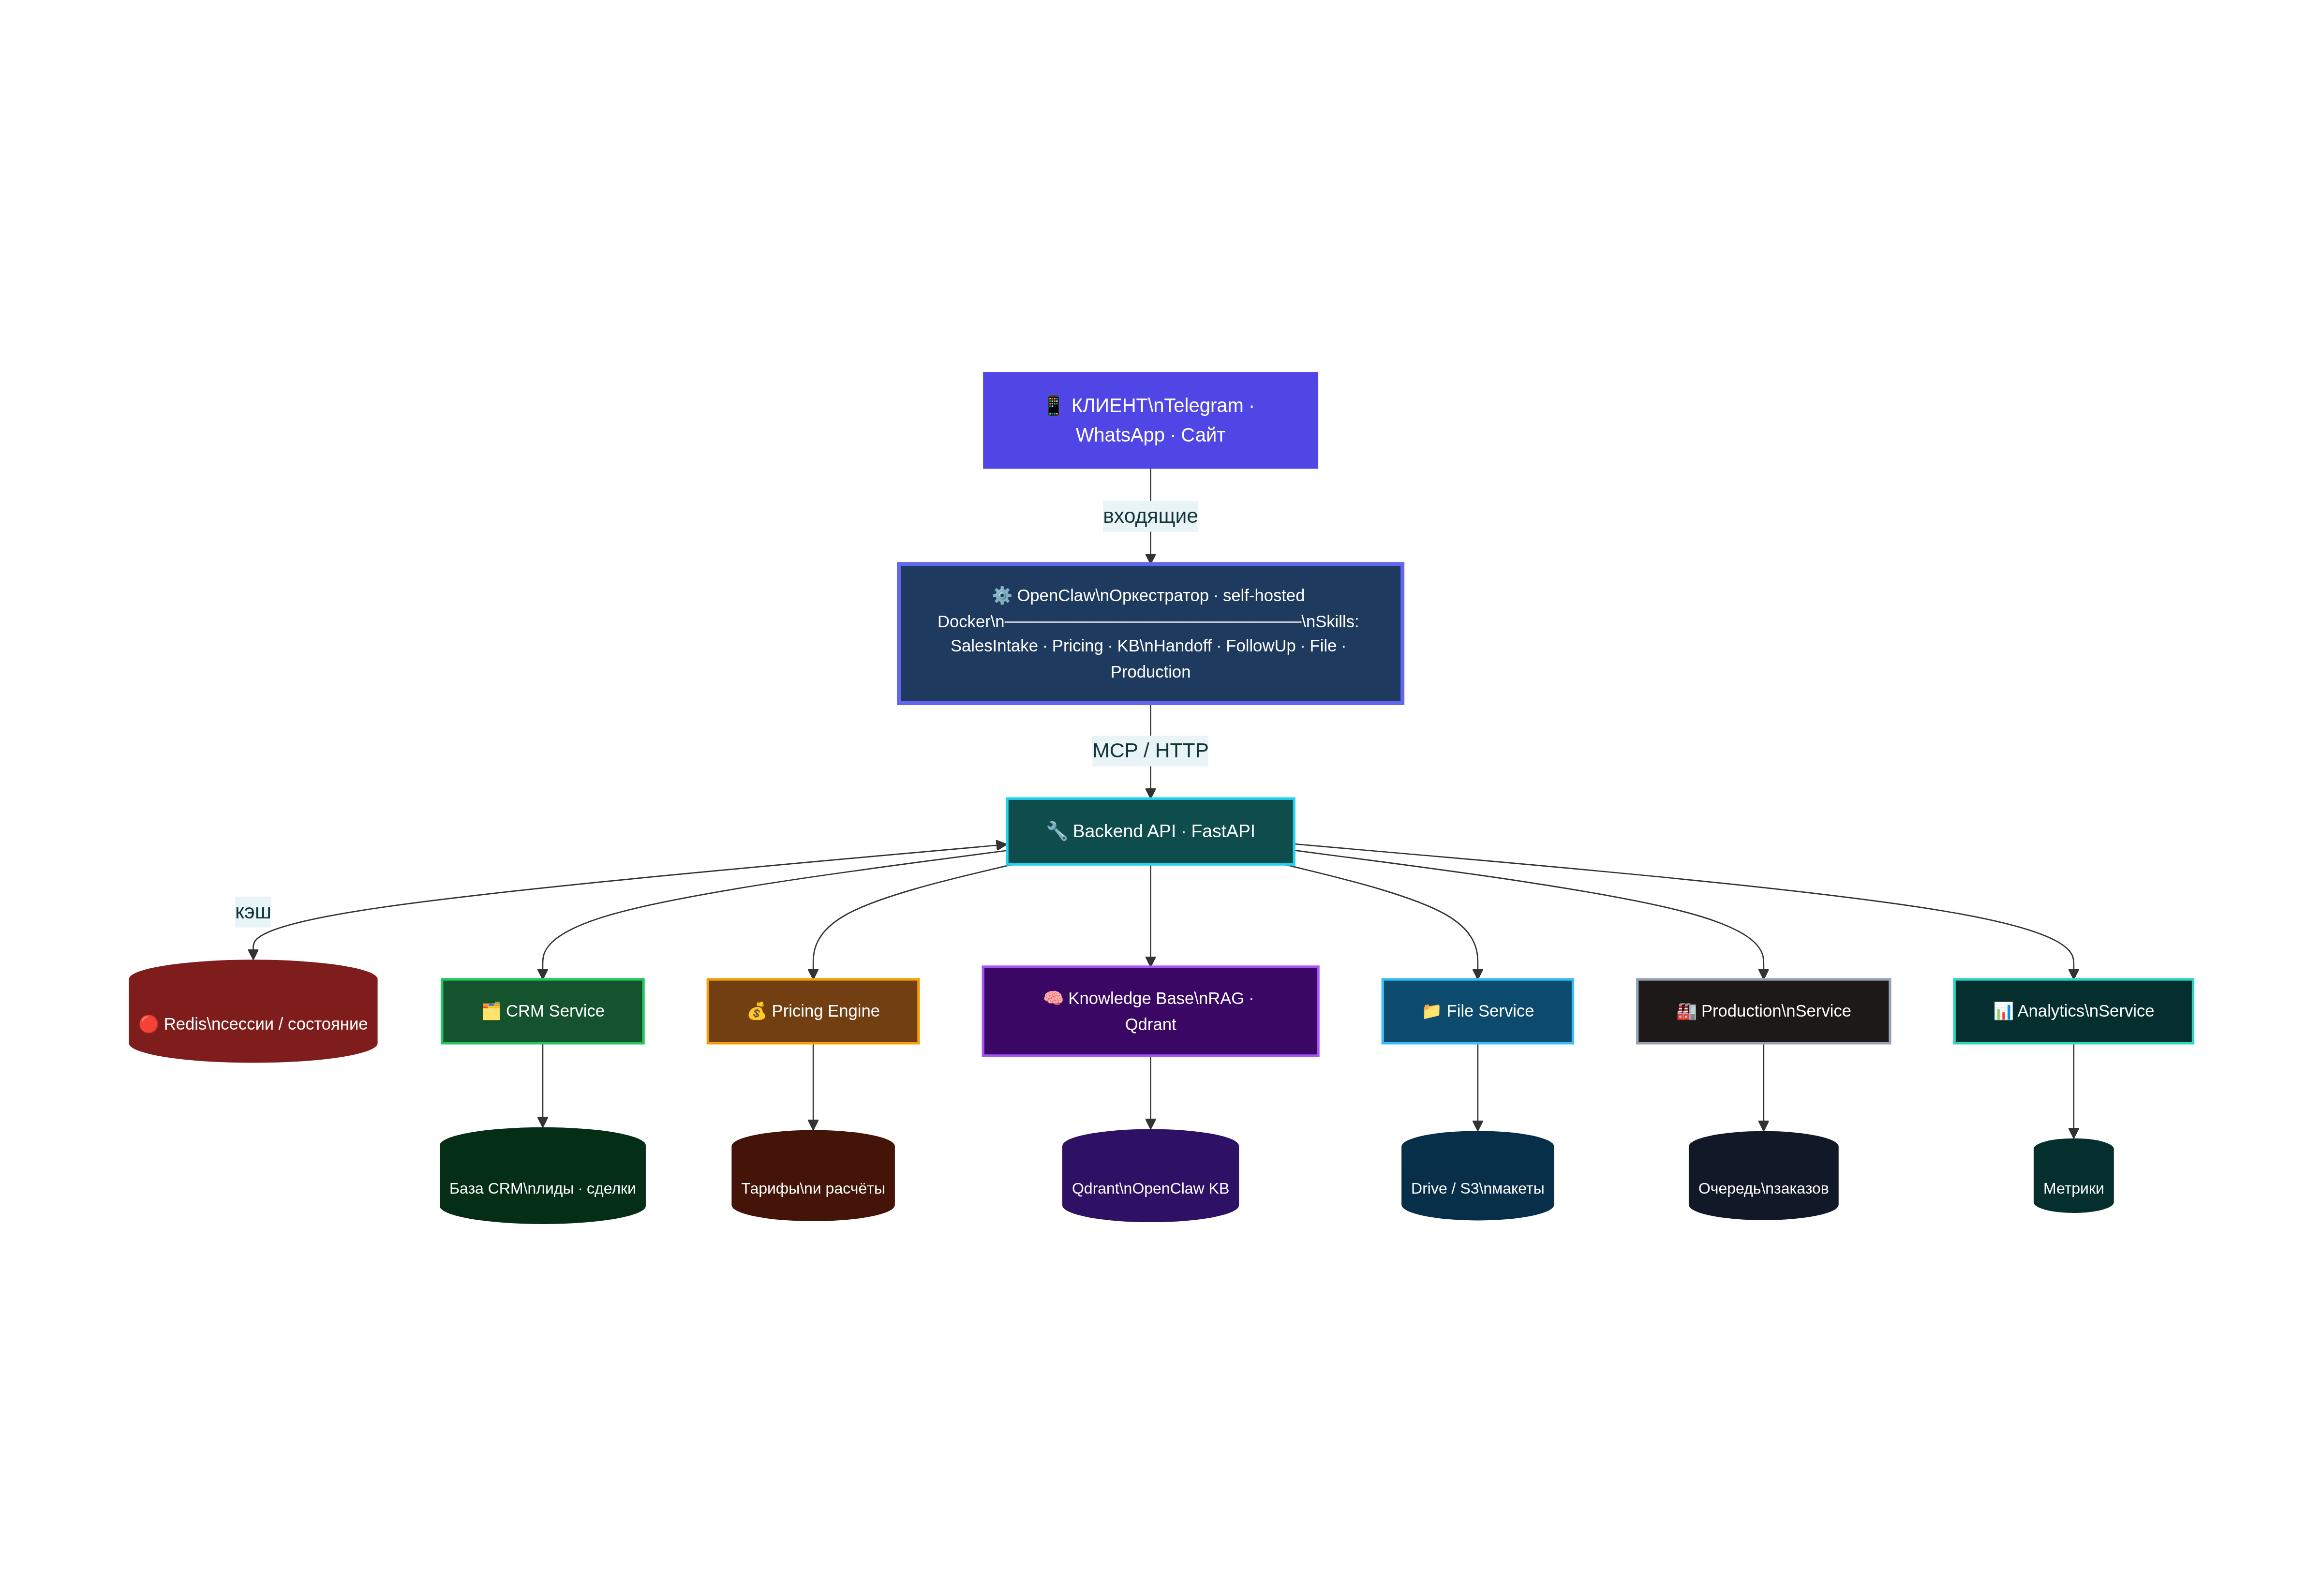 📱 КЛИЕНТ\nTelegram ·
WhatsApp · Сайт
входящие
⚙️ OpenClaw\nОркестратор · self-hosted
Docker\n──────────────────────\nSkills:
SalesIntake · Pricing · KB\nHandoff · FollowUp · File ·
Production
MCP / HTTP
🔧 Backend API · FastAPI
кэш
🔴 Redis\nсессии / состояние
🗂️ CRM Service
💰 Pricing Engine
🧠 Knowledge Base\nRAG ·
Qdrant
📁 File Service
🏭 Production\nService
📊 Analytics\nService
База CRM\nлиды · сделки
Тарифы\nи расчёты
Qdrant\nOpenClaw KB
Drive / S3\nмакеты
Очередь\nзаказов
Метрики